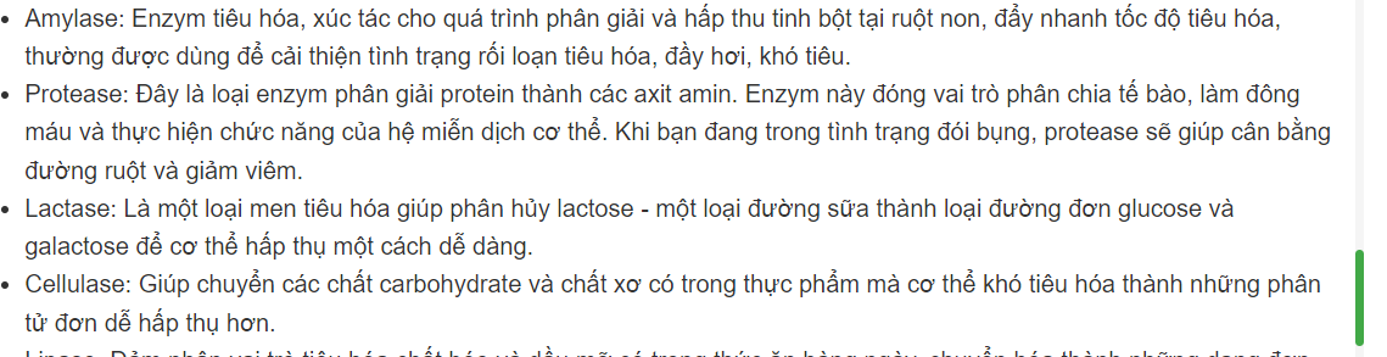 • Amylase: Enzym tiêu hóa, xúc tác cho quá trình phân giải và hấp thu tinh bột tại ruột non, đẩy nhanh tốc độ tiêu hóa,
thường được dùng để cải thiện tình trạng rối loạn tiêu hóa, đầy hơi, khó tiêu.
• Protease: Đây là loại enzym phân giải protein thành các axit amin. Enzym này đóng vai trò phân chia tế bào, làm đông
máu và thực hiện chức năng của hệ miễn dịch cơ thể. Khi bạn đang trong tình trạng đói bụng, protease sẽ giúp cân bằng
đường ruột và giảm viêm.
• Lactase: Là một loại men tiêu hóa giúp phân hủy lactose - một loại đường sữa thành loại đường đơn glucose và
galactose để cơ thể hấp thụ một cách dễ dàng.
• Cellulase: Giúp chuyển các chất carbohydrate và chất xơ có trong thực phẩm mà cơ thể khó tiêu hóa thành những phân
tử đơn dễ hấp thụ hơn.